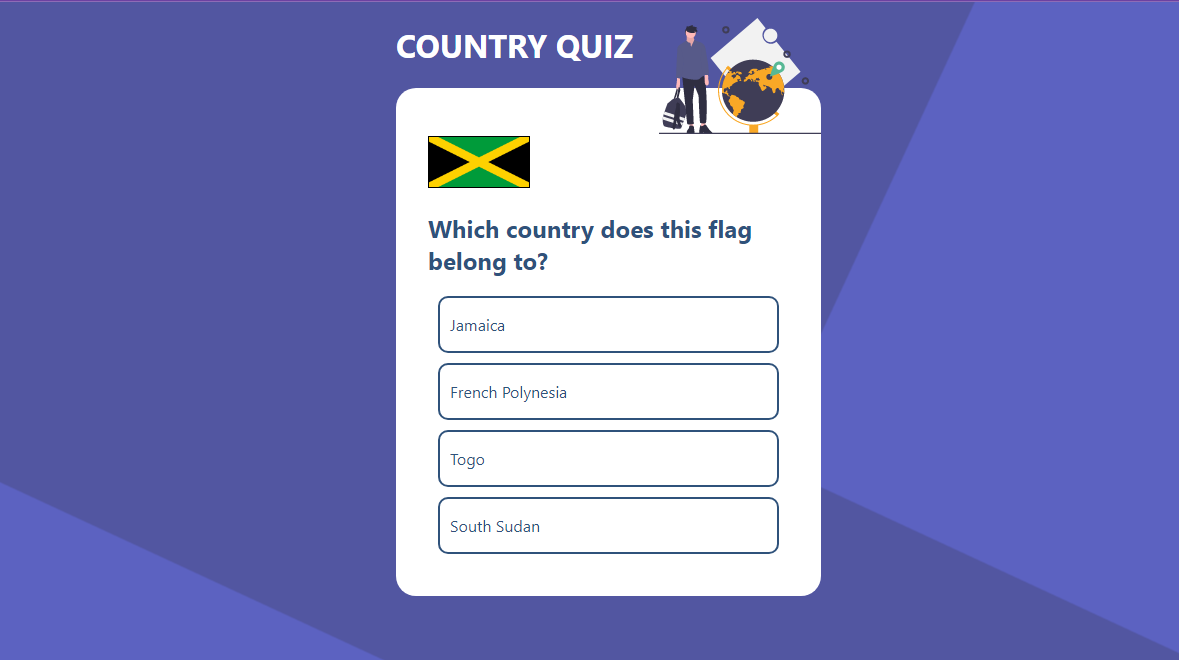 COUNTRY QUIZ
Which country does this flag
belong to?
Jamaica
French Polynesia
Togo
South Sudan